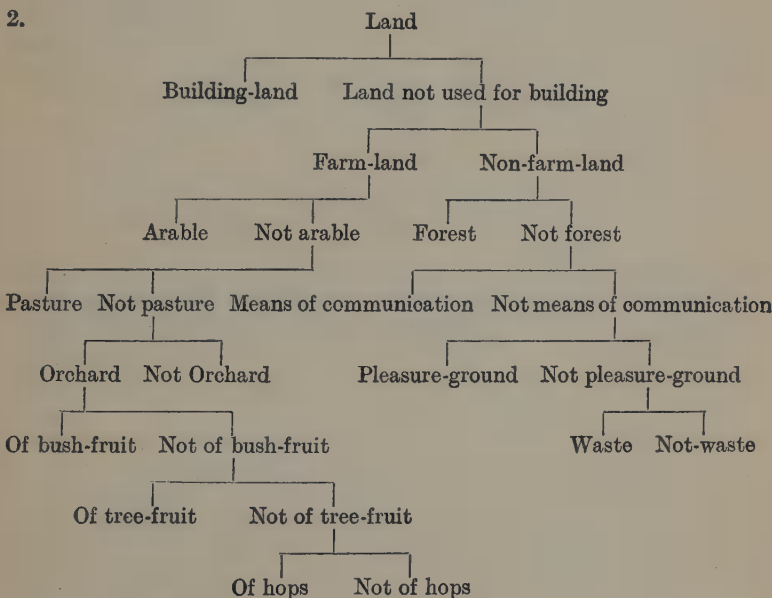 2.
Land
Building-land Land not used for building
Farm-land Non-farm-land
Arable Not arable Forest Not forest
Pasture Not pasture Means of communication Not means of communication
Orchard Not Orchard Pleasure-ground Not pleasure-ground
Of bush-fruit Not of bush-fruit Waste Not-waste
Of tree-fruit Not of tree-fruit
Of hops Not of hops